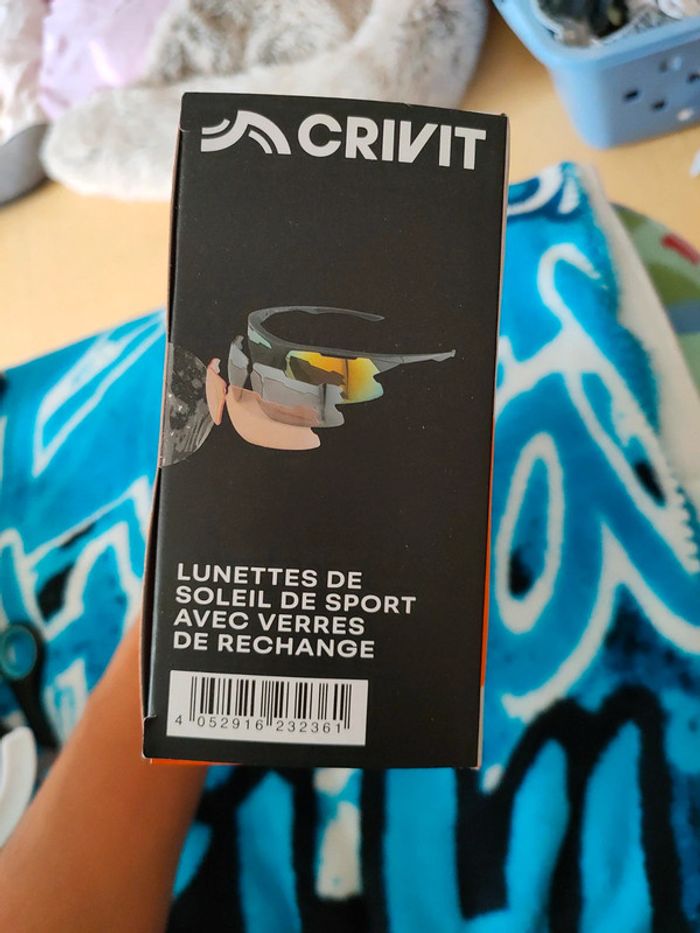 CRIVIT
LUNETTES DE
SOLEIL DE SPORT
AVEC VERRES
DE RECHANGE
4 052916 232361